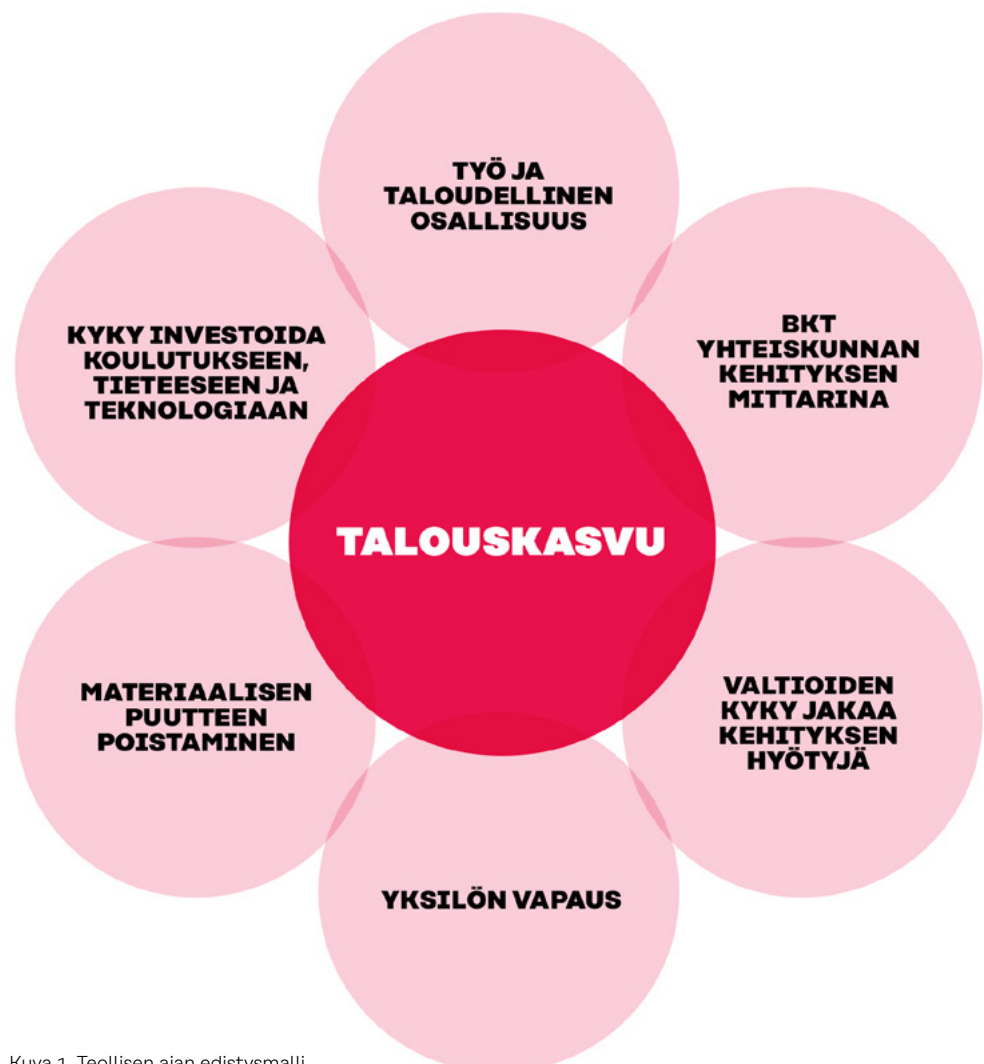 TYÖ JA
TALOUDELLINEN
OSALLISUUS
BKT
YHTEISKUNNAN
KEHITYKSEN
MITTARINA
KYKY INVESTOIDA
KOULUTUKSEEN,
TIETEESEEN JA
TEKNOLOGIAAN
TALOUSKASVU
MATERIAALISEN
PUUTTEEN
POISTAMINEN
VALTIOIDEN
KYKY JAKAA
KEHITYKSEN
HYÖTYJÄ
YKSILÖN VAPAUS
Kuva 1. Teollisen ajan edistysmalli